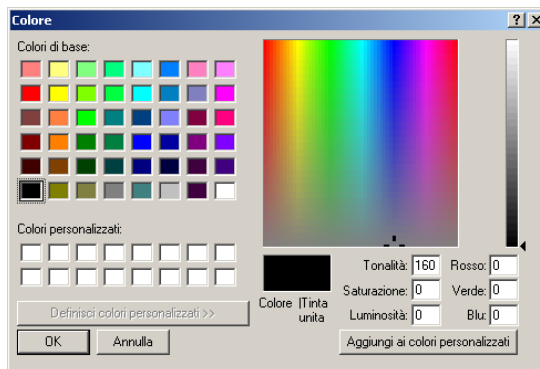 Colore
Colori di base:
Colori personalizzati:
Definisci colori personalizzati >>
OK
Annulla
Colore |Tinta
unita
Tonalità: 160
Saturazione: 0
Luminosità: 0
Rosso: 0
Verde: 0
Blu: 0
Aggiungi ai colori personalizzati